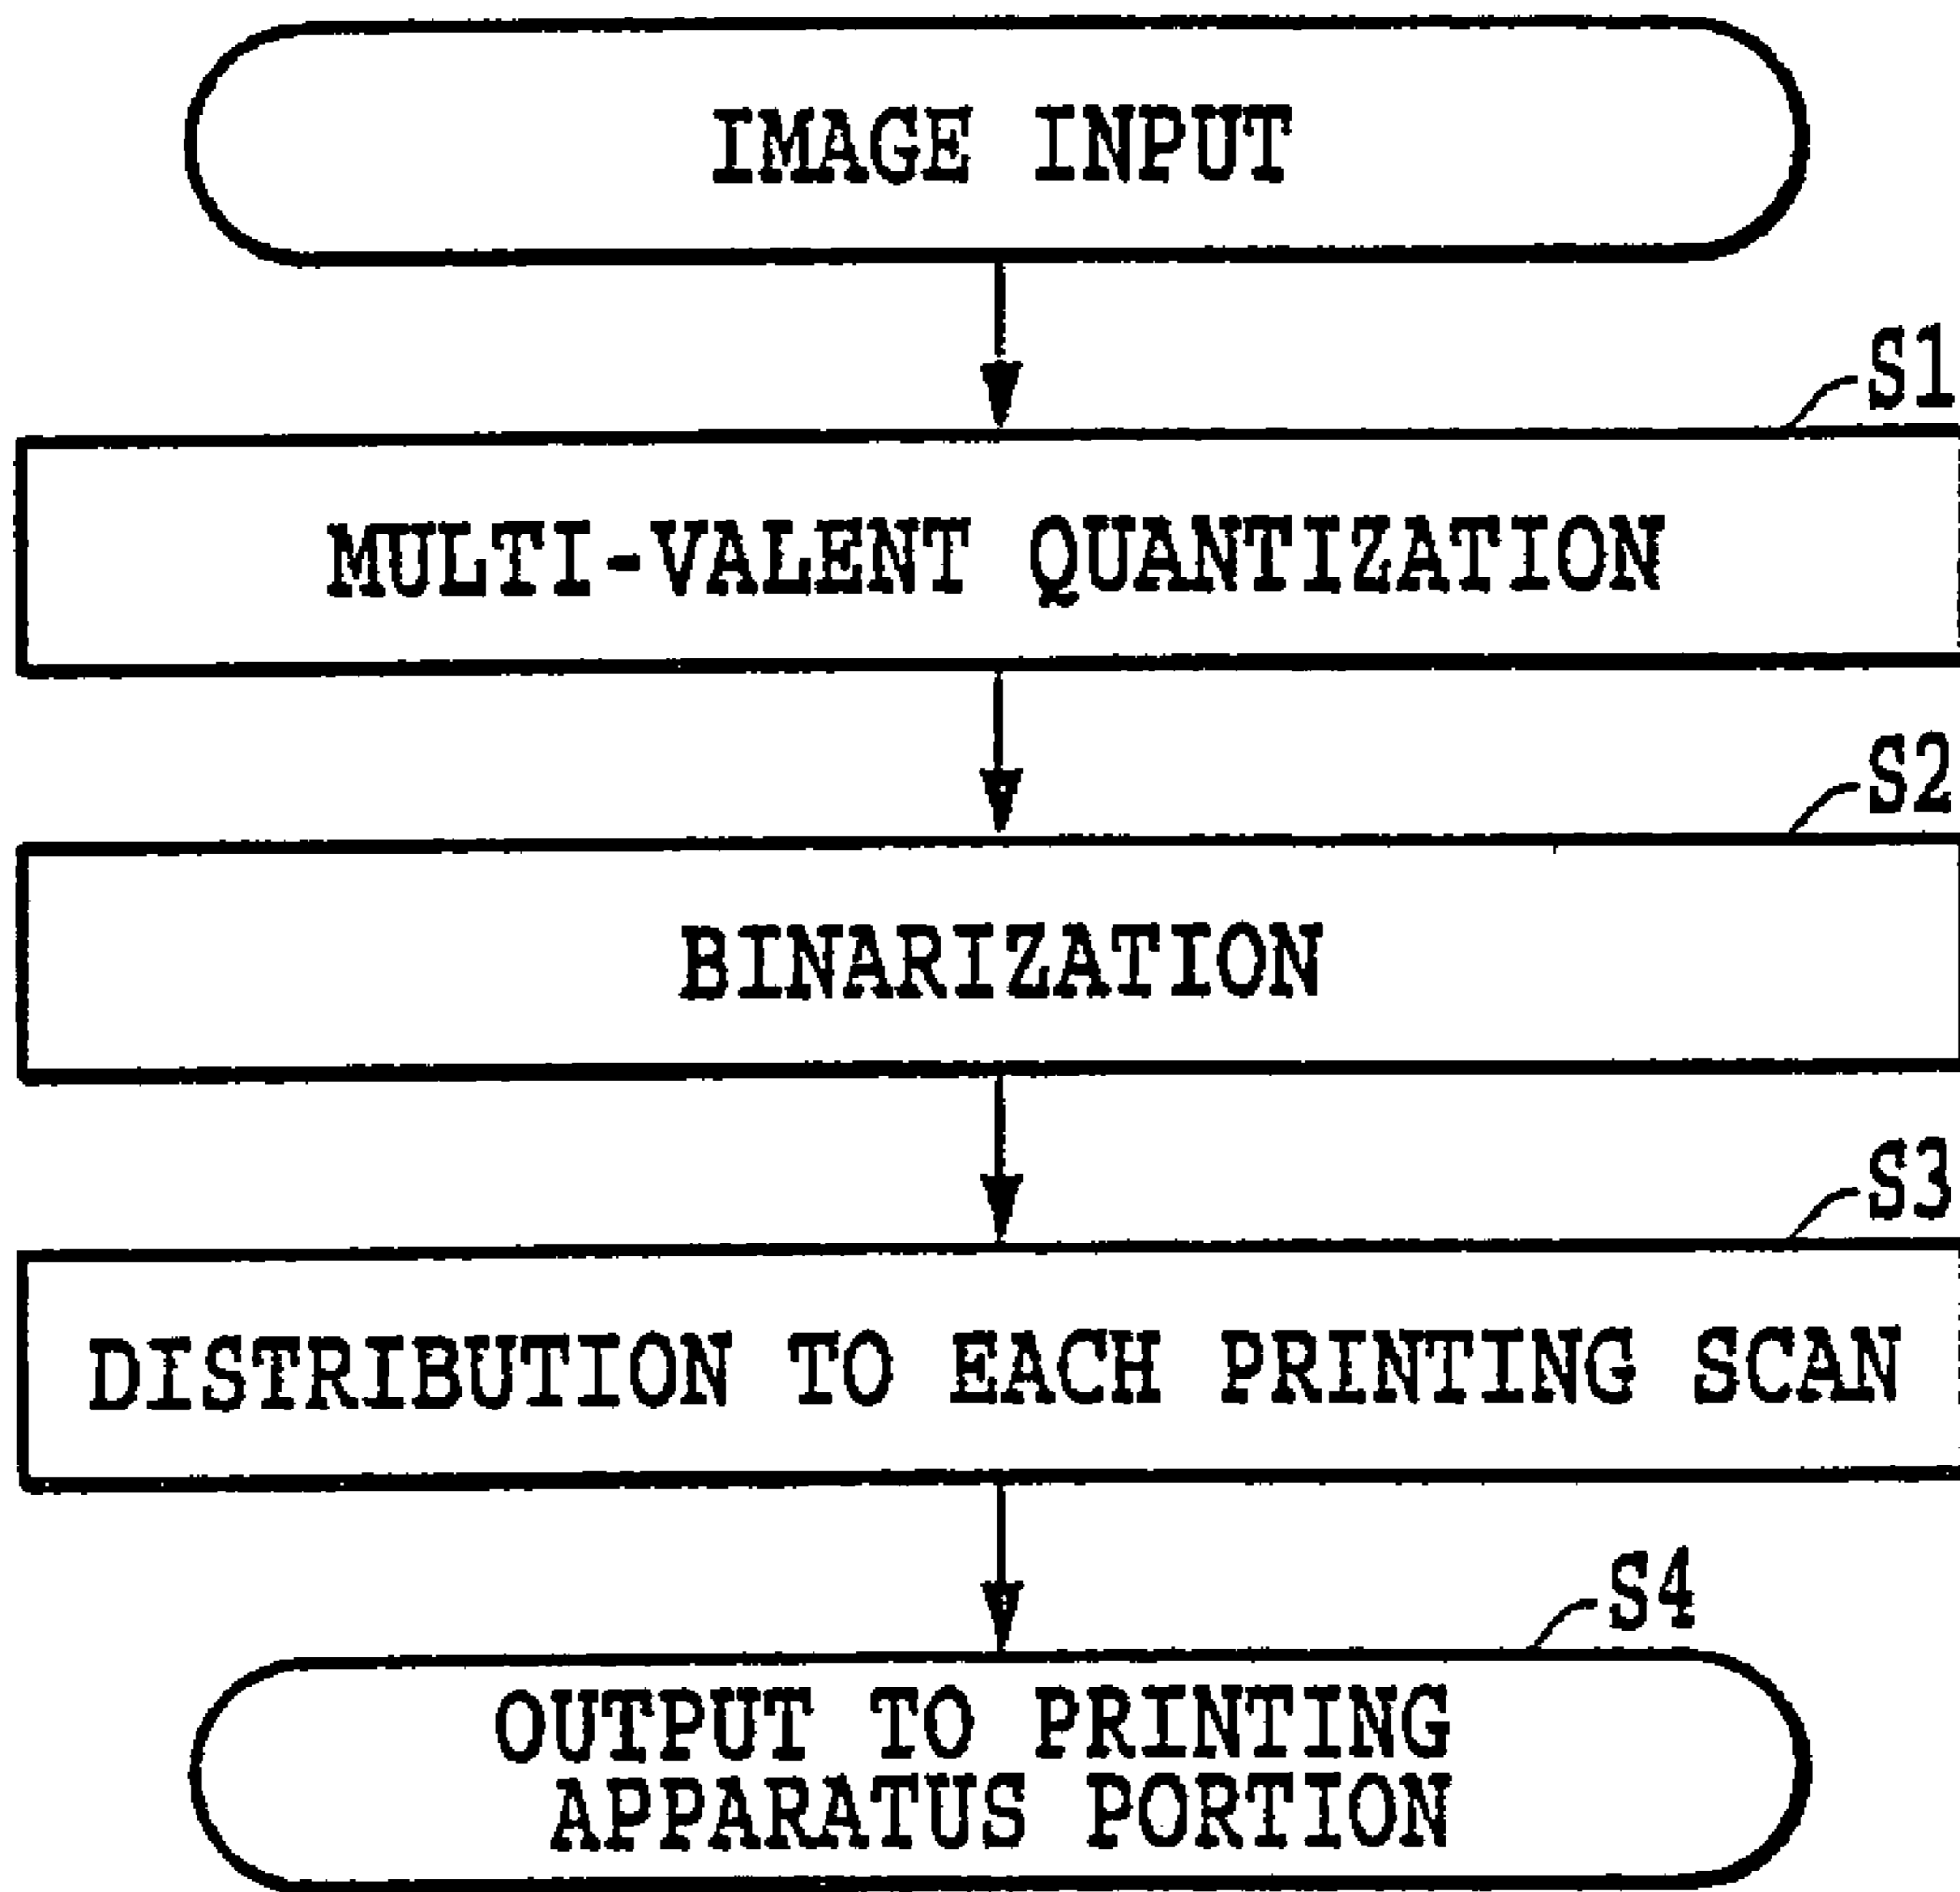 IMAGE INPUT
S1
MULTI-VALENT QUANTIZATION
S2
BINARIZATION
S3
DISTRIBUTION TO EACH PRINTING SCAN
S4
OUTPUT TO PRINTING
APPARATUS PORTION